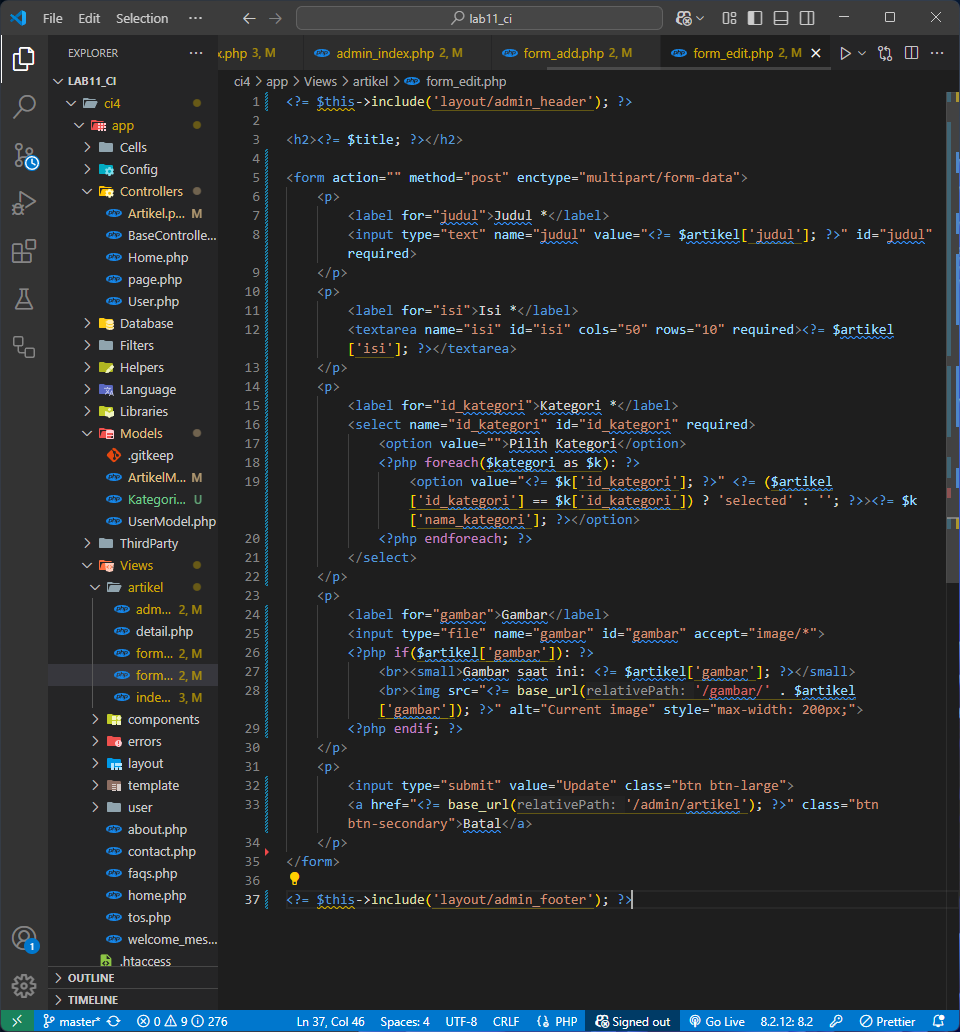 File Edit Selection ··· lab11_ci
EXPLORER ···
x.php 3, M admin_index.php 2, M form_add.php 2, M form_edit.php 2, M ···
ci4 > app > Views > artikel > form_edit.php
LAB11_CI
ci4
app
Cells
Config
Controllers
Artikel.p... M
BaseControlle...
Home.php
page.php
User.php
Database
Filters
Helpers
Language
Libraries
Models
.gitkeep
ArtikelM... M
Kategori... U
UserModel.php
ThirdParty
Views
artikel
adm... 2, M
detail.php
form... 2, M
form... 2, M
inde... 3, M
components
errors
layout
template
user
about.php
contact.php
faqs.php
home.php
tos.php
welcome_mes...
.htaccess
OUTLINE
TIMELINE
1 <?= $this->include('layout/admin_header'); ?>
2
3 <h2><?= $title; ?></h2>
4
5 <form action="" method="post" enctype="multipart/form-data">
6 <p>
7 <label for="judul">Judul *</label>
8 <input type="text" name="judul" value="<?= $artikel['judul']; ?>" id="judul"
required>
9 </p>
10 <p>
11 <label for="isi">Isi *</label>
12 <textarea name="isi" id="isi" cols="50" rows="10" required><?= $artikel
['isi']; ?></textarea>
13 </p>
14 <p>
15 <label for="id_kategori">Kategori *</label>
16 <select name="id_kategori" id="id_kategori" required>
17 <option value="">Pilih Kategori</option>
18 <?php foreach($kategori as $k): ?>
19 <option value="<?= $k['id_kategori']; ?>" <?= ($artikel
['id_kategori'] == $k['id_kategori']) ? 'selected' : ''; ?>><?= $k
['nama_kategori']; ?></option>
20 <?php endforeach; ?>
21 </select>
22 </p>
23 <p>
24 <label for="gambar">Gambar</label>
25 <input type="file" name="gambar" id="gambar" accept="image/*">
26 <?php if($artikel['gambar']): ?>
27 <br><small>Gambar saat ini: <?= $artikel['gambar']; ?></small>
28 <br><img src="<?= base_url(relativePath: '/gambar/' . $artikel
['gambar']); ?>" alt="Current image" style="max-width: 200px;">
29 <?php endif; ?>
30 </p>
31 <p>
32 <input type="submit" value="Update" class="btn btn-large">
33 <a href="<?= base_url(relativePath: '/admin/artikel'); ?>" class="btn
btn-secondary">Batal</a>
34 </p>
35 </form>
36
37 <?= $this->include('layout/admin_footer'); ?>
1
master* 0 9 276 Ln 37, Col 46 Spaces: 4 UTF-8 CRLF PHP Signed out Go Live 8.2.12: 8.2 Prettier